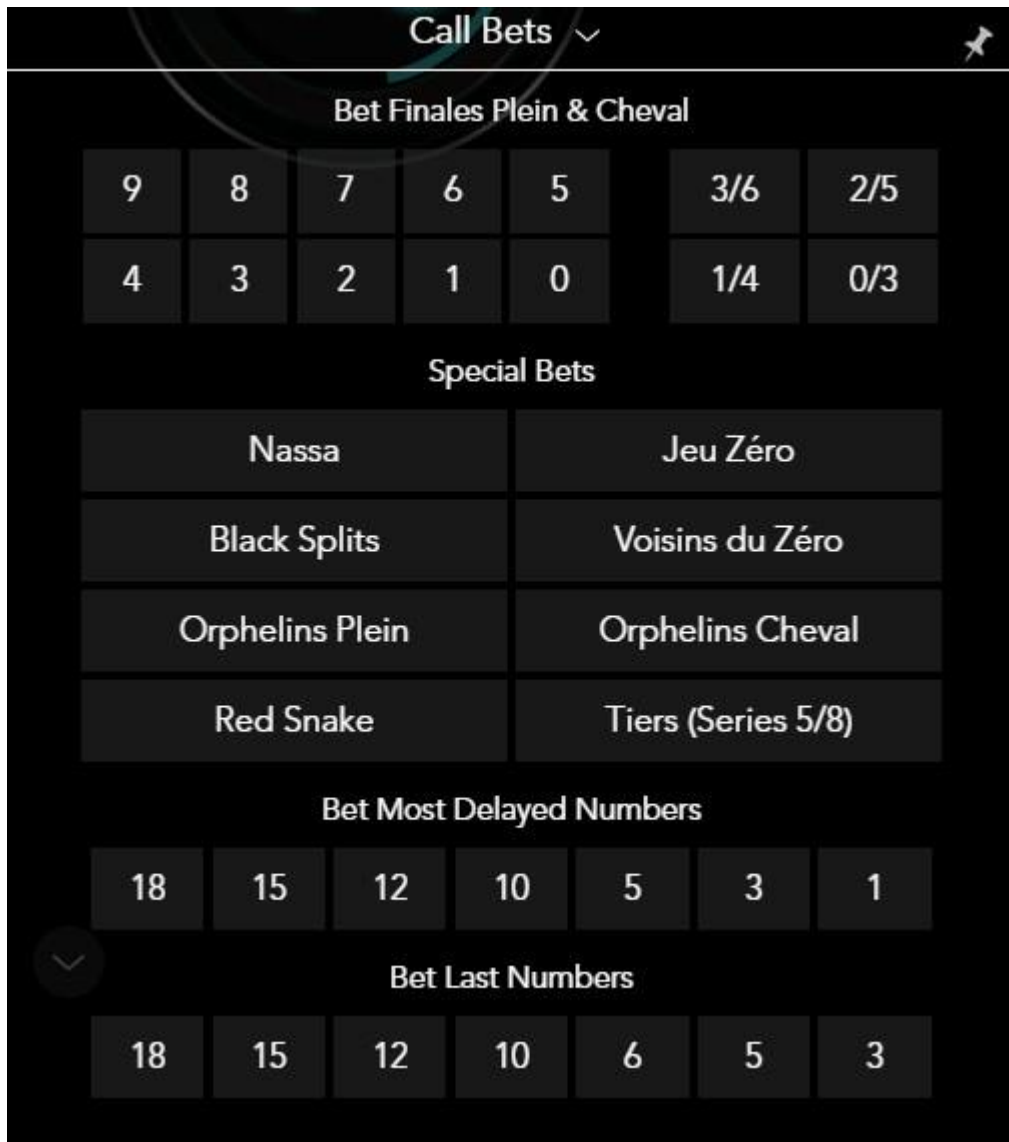 Call Bets
Bet Finales Plein & Cheval
9 8 7 6 5 3/6 2/5
4 3 2 1 0 1/4 0/3
Special Bets
Nassa Jeu Zéro
Black Splits Voisins du Zéro
Orphelins Plein Orphelins Cheval
Red Snake Tiers (Series 5/8)
Bet Most Delayed Numbers
18 15 12 10 5 3 1
Bet Last Numbers
18 15 12 10 6 5 3